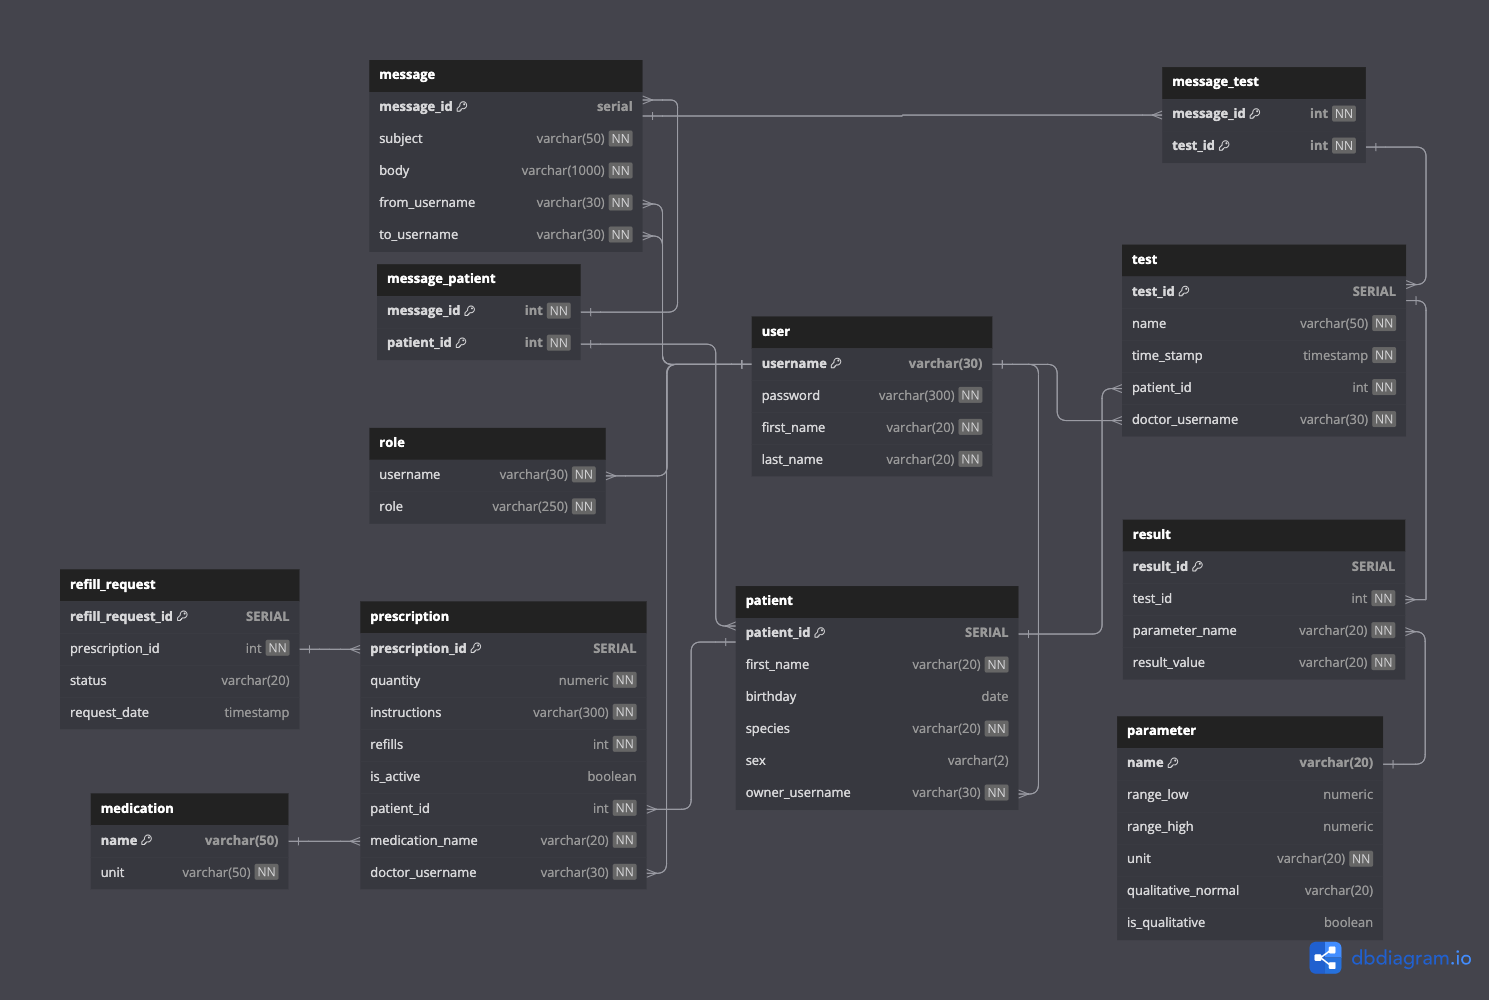 message
message_id serial
subject varchar(50) NN
body varchar(1000) NN
from_username varchar(30) NN
to_username varchar(30) NN
message_patient
message_id int NN
patient_id int NN
role
username varchar(30) NN
role varchar(250) NN
refill_request
refill_request_id SERIAL
prescription_id int NN
status varchar(20)
request_date timestamp
medication
name varchar(50)
unit varchar(50) NN
prescription
prescription_id SERIAL
quantity numeric NN
instructions varchar(300) NN
refills int NN
is_active boolean
patient_id int NN
medication_name varchar(20) NN
doctor_username varchar(30) NN
user
username varchar(30)
password varchar(300) NN
first_name varchar(20) NN
last_name varchar(20) NN
patient
patient_id SERIAL
first_name varchar(20) NN
birthday date
species varchar(20) NN
sex varchar(2)
owner_username varchar(30) NN
message_test
message_id int NN
test_id int NN
test
test_id SERIAL
name varchar(50) NN
time_stamp timestamp NN
patient_id int NN
doctor_username varchar(30) NN
result
result_id SERIAL
test_id int NN
parameter_name varchar(20) NN
result_value varchar(20) NN
parameter
name varchar(20)
range_low numeric
range_high numeric
unit varchar(20) NN
qualitative_normal varchar(20)
is_qualitative boolean
dbdiagram.io